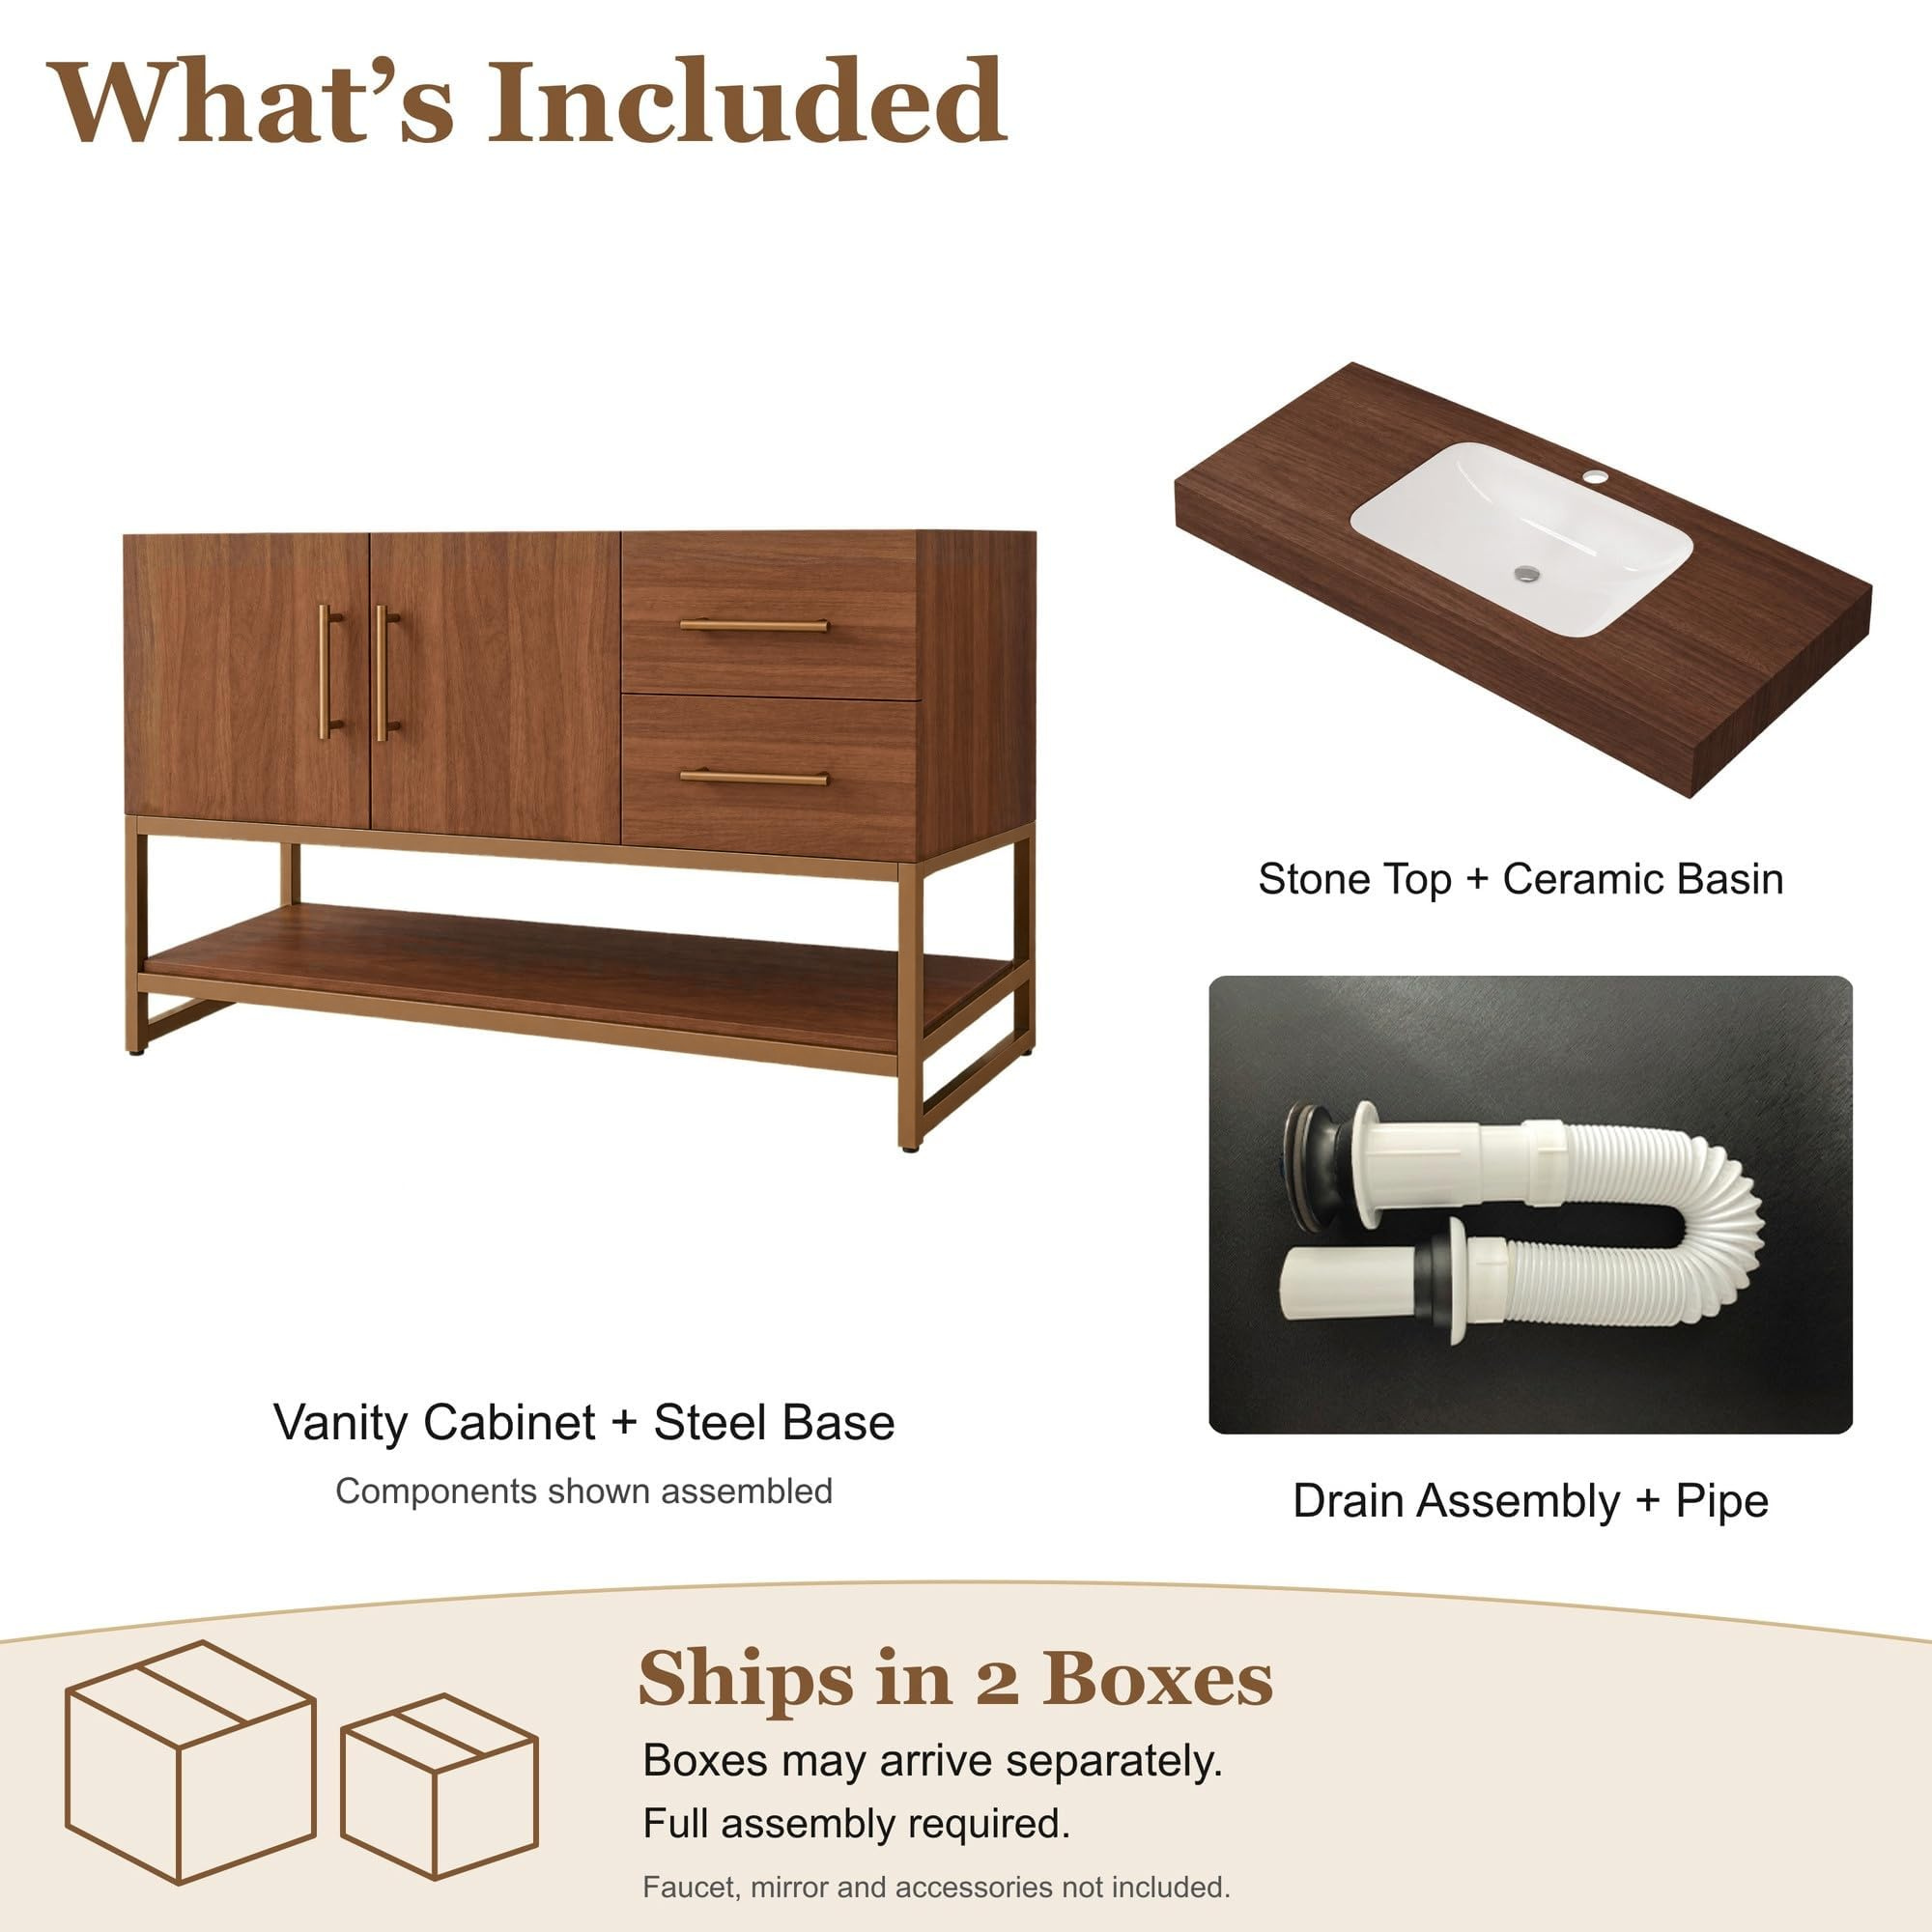 What’s Included
Stone Top + Ceramic Basin
Vanity Cabinet + Steel Base
Components shown assembled
Drain Assembly + Pipe
Ships in 2 Boxes
Boxes may arrive separately.
Full assembly required.
Faucet, mirror and accessories not included.